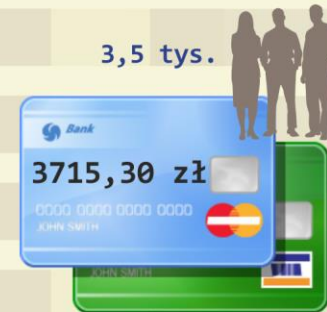 3,5 tys.
Bank
3715,30 zł
0000 0000 0000 0000
JOHN SMITH
JOHN SMITH